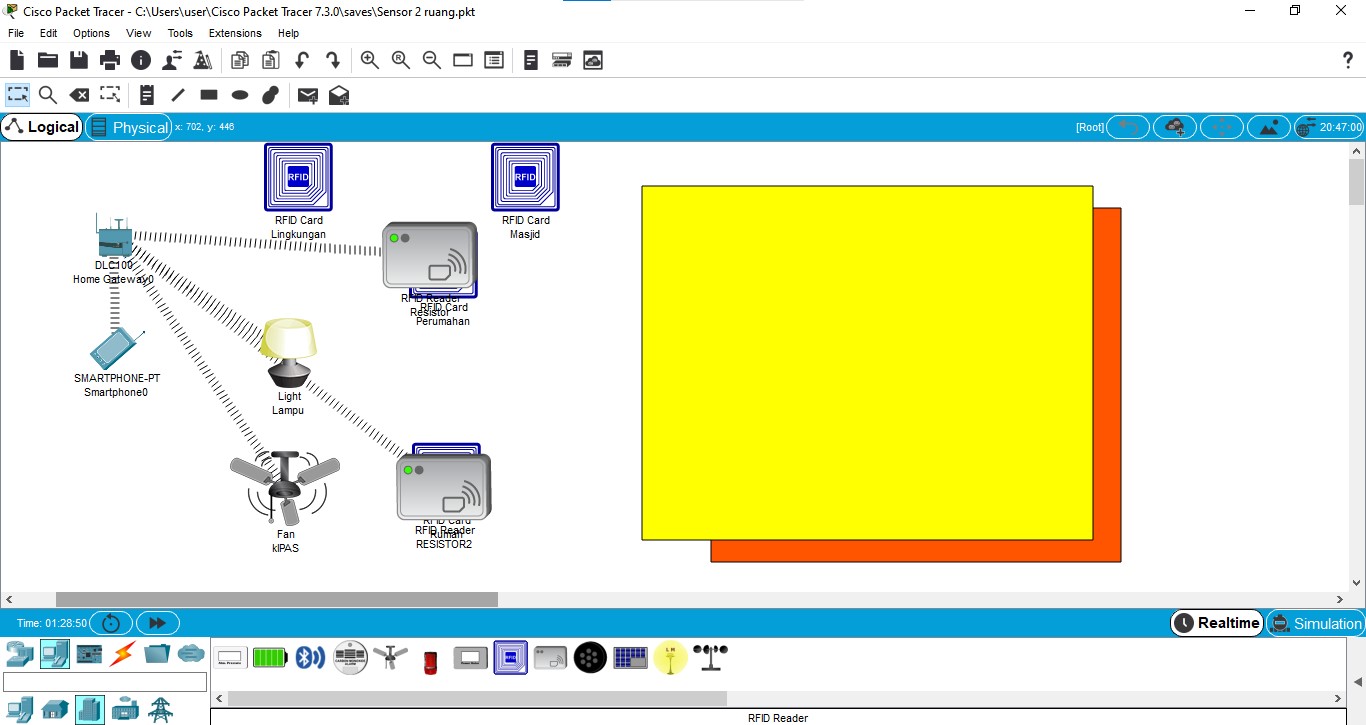 Cisco Packet Tracer - C:\Users\user\Cisco Packet Tracer 7.3.0\saves\Sensor 2 ruang.pkt
File Edit Options View Tools Extensions Help
Logical Physical x: 702, y: 446 [Root] 20:47:00
RFID
RFID
RFID Card
Lingkungan
RFID Card
Masjid
DLC100
Home Gateway0
RFID Reader
Resistor
RFID Card
Perumahan
SMARTPHONE-PT
Smartphone0
Light
Lampu
Fan
kIPAS
RFID Card
Rumah
RFID Reader
RESISTOR2
Time: 01:28:50 Realtime Simulation
RFID Reader